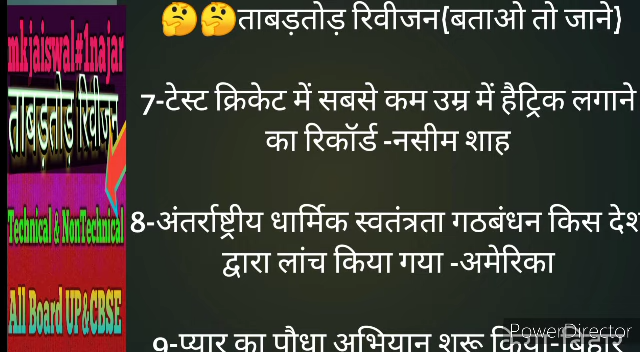 🤔🤔ताबड़तोड़ रिवीजन(बताओ तो जाने)
mkjaiswal#1najar
ताबड़तोड़ रिवीजन
Technical & NonTechnical
All Board UP&CBSE
7-टेस्ट क्रिकेट में सबसे कम उम्र में हैट्रिक लगाने
का रिकॉर्ड -नसीम शाह
8-अंतर्राष्ट्रीय धार्मिक स्वतंत्रता गठबंधन किस देश
द्वारा लांच किया गया -अमेरिका
9-प्यार का पौधा अभियान शुरू किया-बिहार
PowerDirector